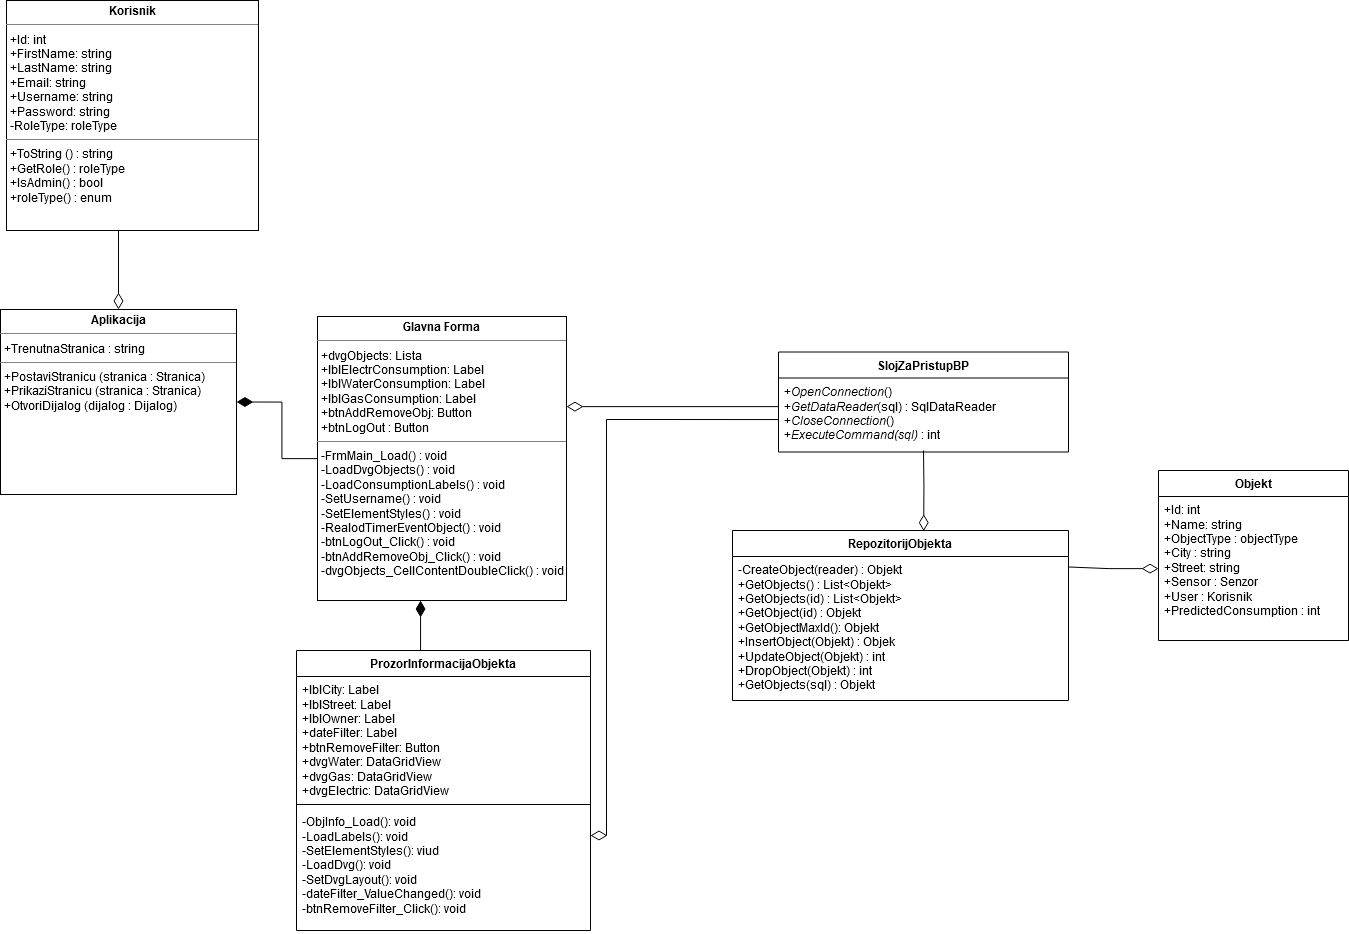 Korisnik
+Id: int
+FirstName: string
+LastName: string
+Email: string
+Username: string
+Password: string
-RoleType: roleType
+ToString () : string
+GetRole() : roleType
+IsAdmin() : bool
+roleType() : enum
Aplikacija
+TrenutnaStranica : string
+PostaviStranicu (stranica : Stranica)
+PrikaziStranicu (stranica : Stranica)
+OtvoriDijalog (dijalog : Dijalog)
Glavna Forma
+dvgObjects: Lista
+lblElectrConsumption: Label
+lblWaterConsumption: Label
+lblGasConsumption: Label
+btnAddRemoveObj: Button
+btnLogOut : Button
-FrmMain_Load() : void
-LoadDvgObjects() : void
-LoadConsumptionLabels() : void
-SetUsername() : void
-SetElementStyles() : void
-RealodTimerEventObject() : void
-btnLogOut_Click() : void
-btnAddRemoveObj_Click() : void
-dvgObjects_CellContentDoubleClick() : void
ProzorInformacijaObjekta
+lblCity: Label
+lblStreet: Label
+lblOwner: Label
+dateFilter: Label
+btnRemoveFilter: Button
+dvgWater: DataGridView
+dvgGas: DataGridView
+dvgElectric: DataGridView
-ObjInfo_Load(): void
-LoadLabels(): void
-SetElementStyles(): viud
-LoadDvg(): void
-SetDvgLayout(): void
-dateFilter_ValueChanged(): void
-btnRemoveFilter_Click(): void
SlojZaPristupBP
+OpenConnection()
+GetDataReader(sql) : SqlDataReader
+CloseConnection()
+ExecuteCommand(sql) : int
RepozitorijObjekta
-CreateObject(reader) : Objekt
+GetObjects() : List<Objekt>
+GetObjects(id) : List<Objekt>
+GetObject(id) : Objekt
+GetObjectMaxId(): Objekt
+InsertObject(Objekt) : Objek
+UpdateObject(Objekt) : int
+DropObject(Objekt) : int
+GetObjects(sql) : Objekt
Objekt
+Id: int
+Name: string
+ObjectType : objectType
+City : string
+Street: string
+Sensor : Senzor
+User : Korisnik
+PredictedConsumption : int